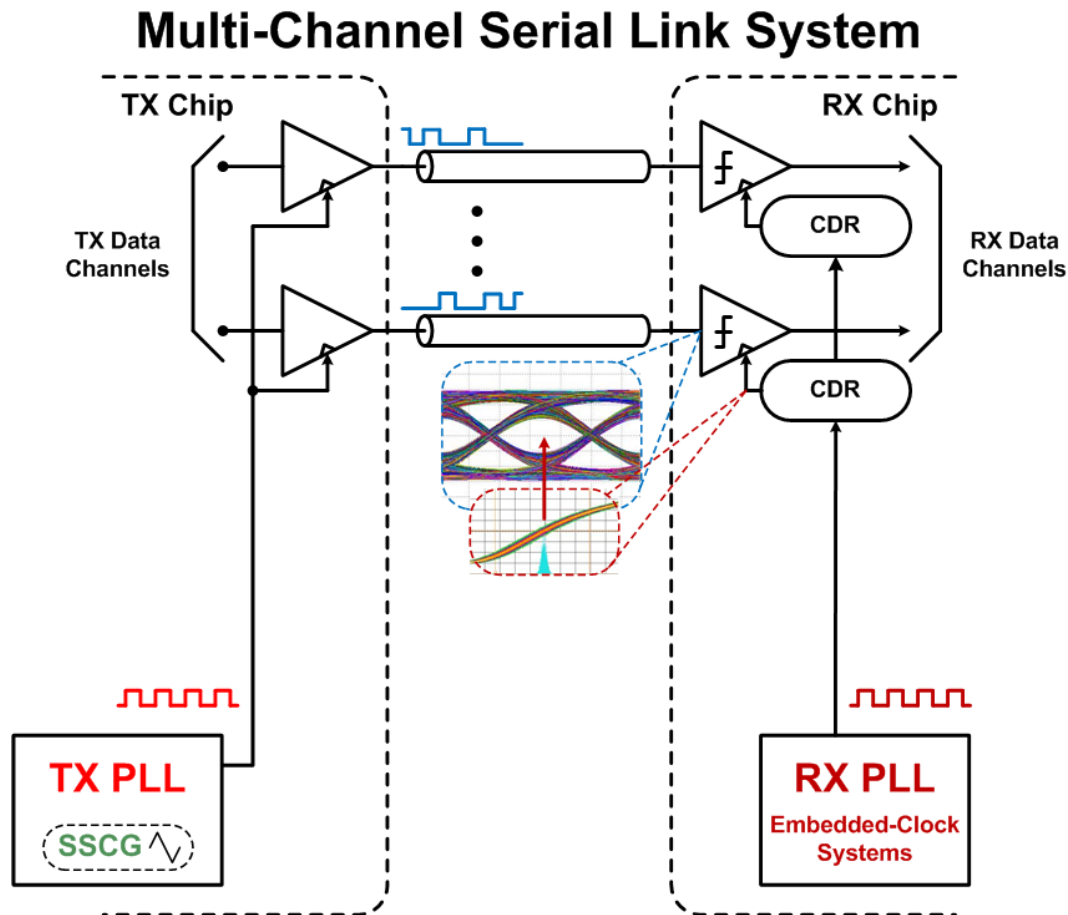 Multi-Channel Serial Link System
TX Chip
RX Chip
TX Data
Channels
CDR
RX Data
Channels
CDR
TX PLL
SSCG
RX PLL
Embedded-Clock
Systems